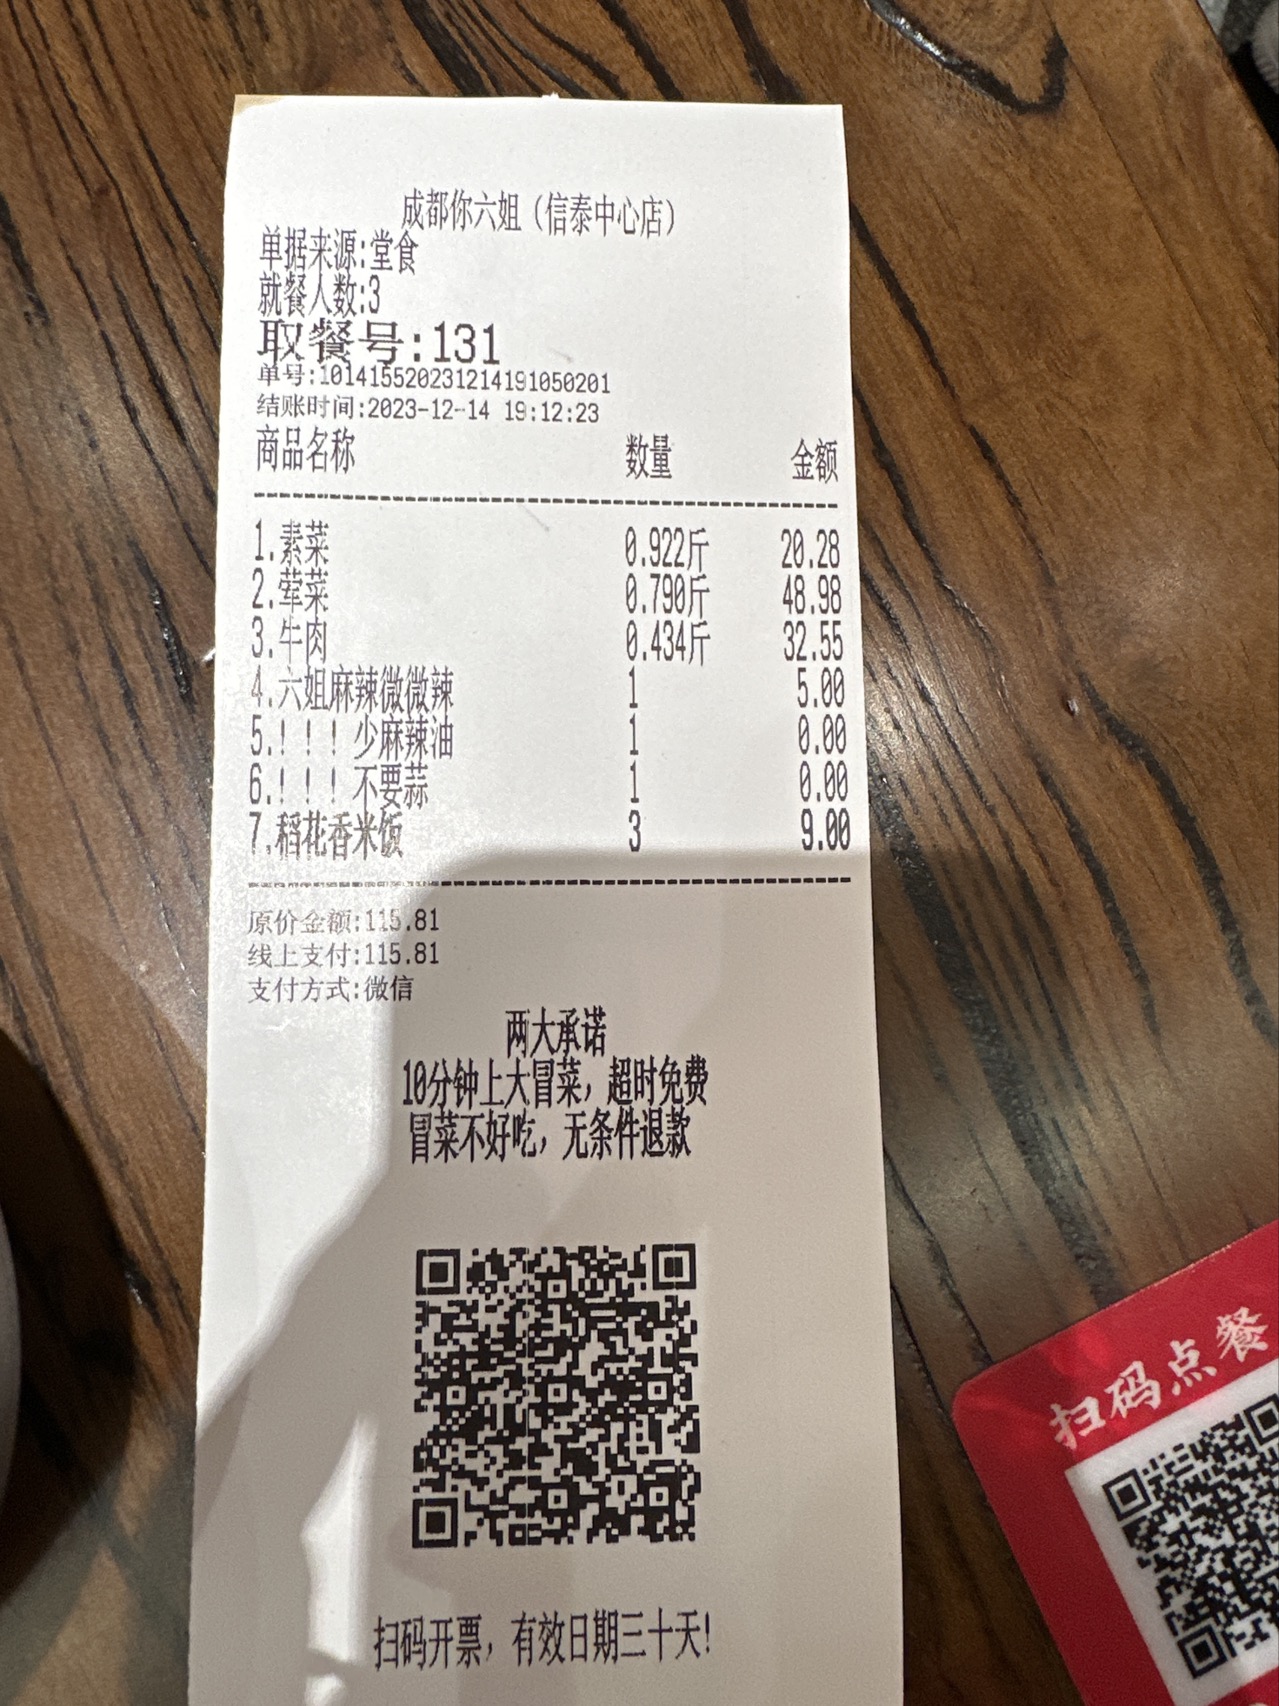 成都你六姐（信泰中心店）
单据来源:堂食
就餐人数:3
取餐号:131
单号:101415520231214191050201
结账时间:2023-12-14 19:12:23
商品名称 数量 金额
1.素菜 0.922斤 20.28
2.荤菜 0.790斤 48.98
3.牛肉 0.434斤 32.55
4.六姐麻辣微微辣 1 5.00
5.！！！少麻辣油 1 0.00
6.！！！不要蒜 1 0.00
7.稻花香米饭 3 9.00
原价金额:115.81
线上支付:115.81
支付方式:微信
两大承诺
10分钟上大冒菜，超时免费
冒菜不好吃，无条件退款
扫码点餐
扫码开票，有效日期三十天!